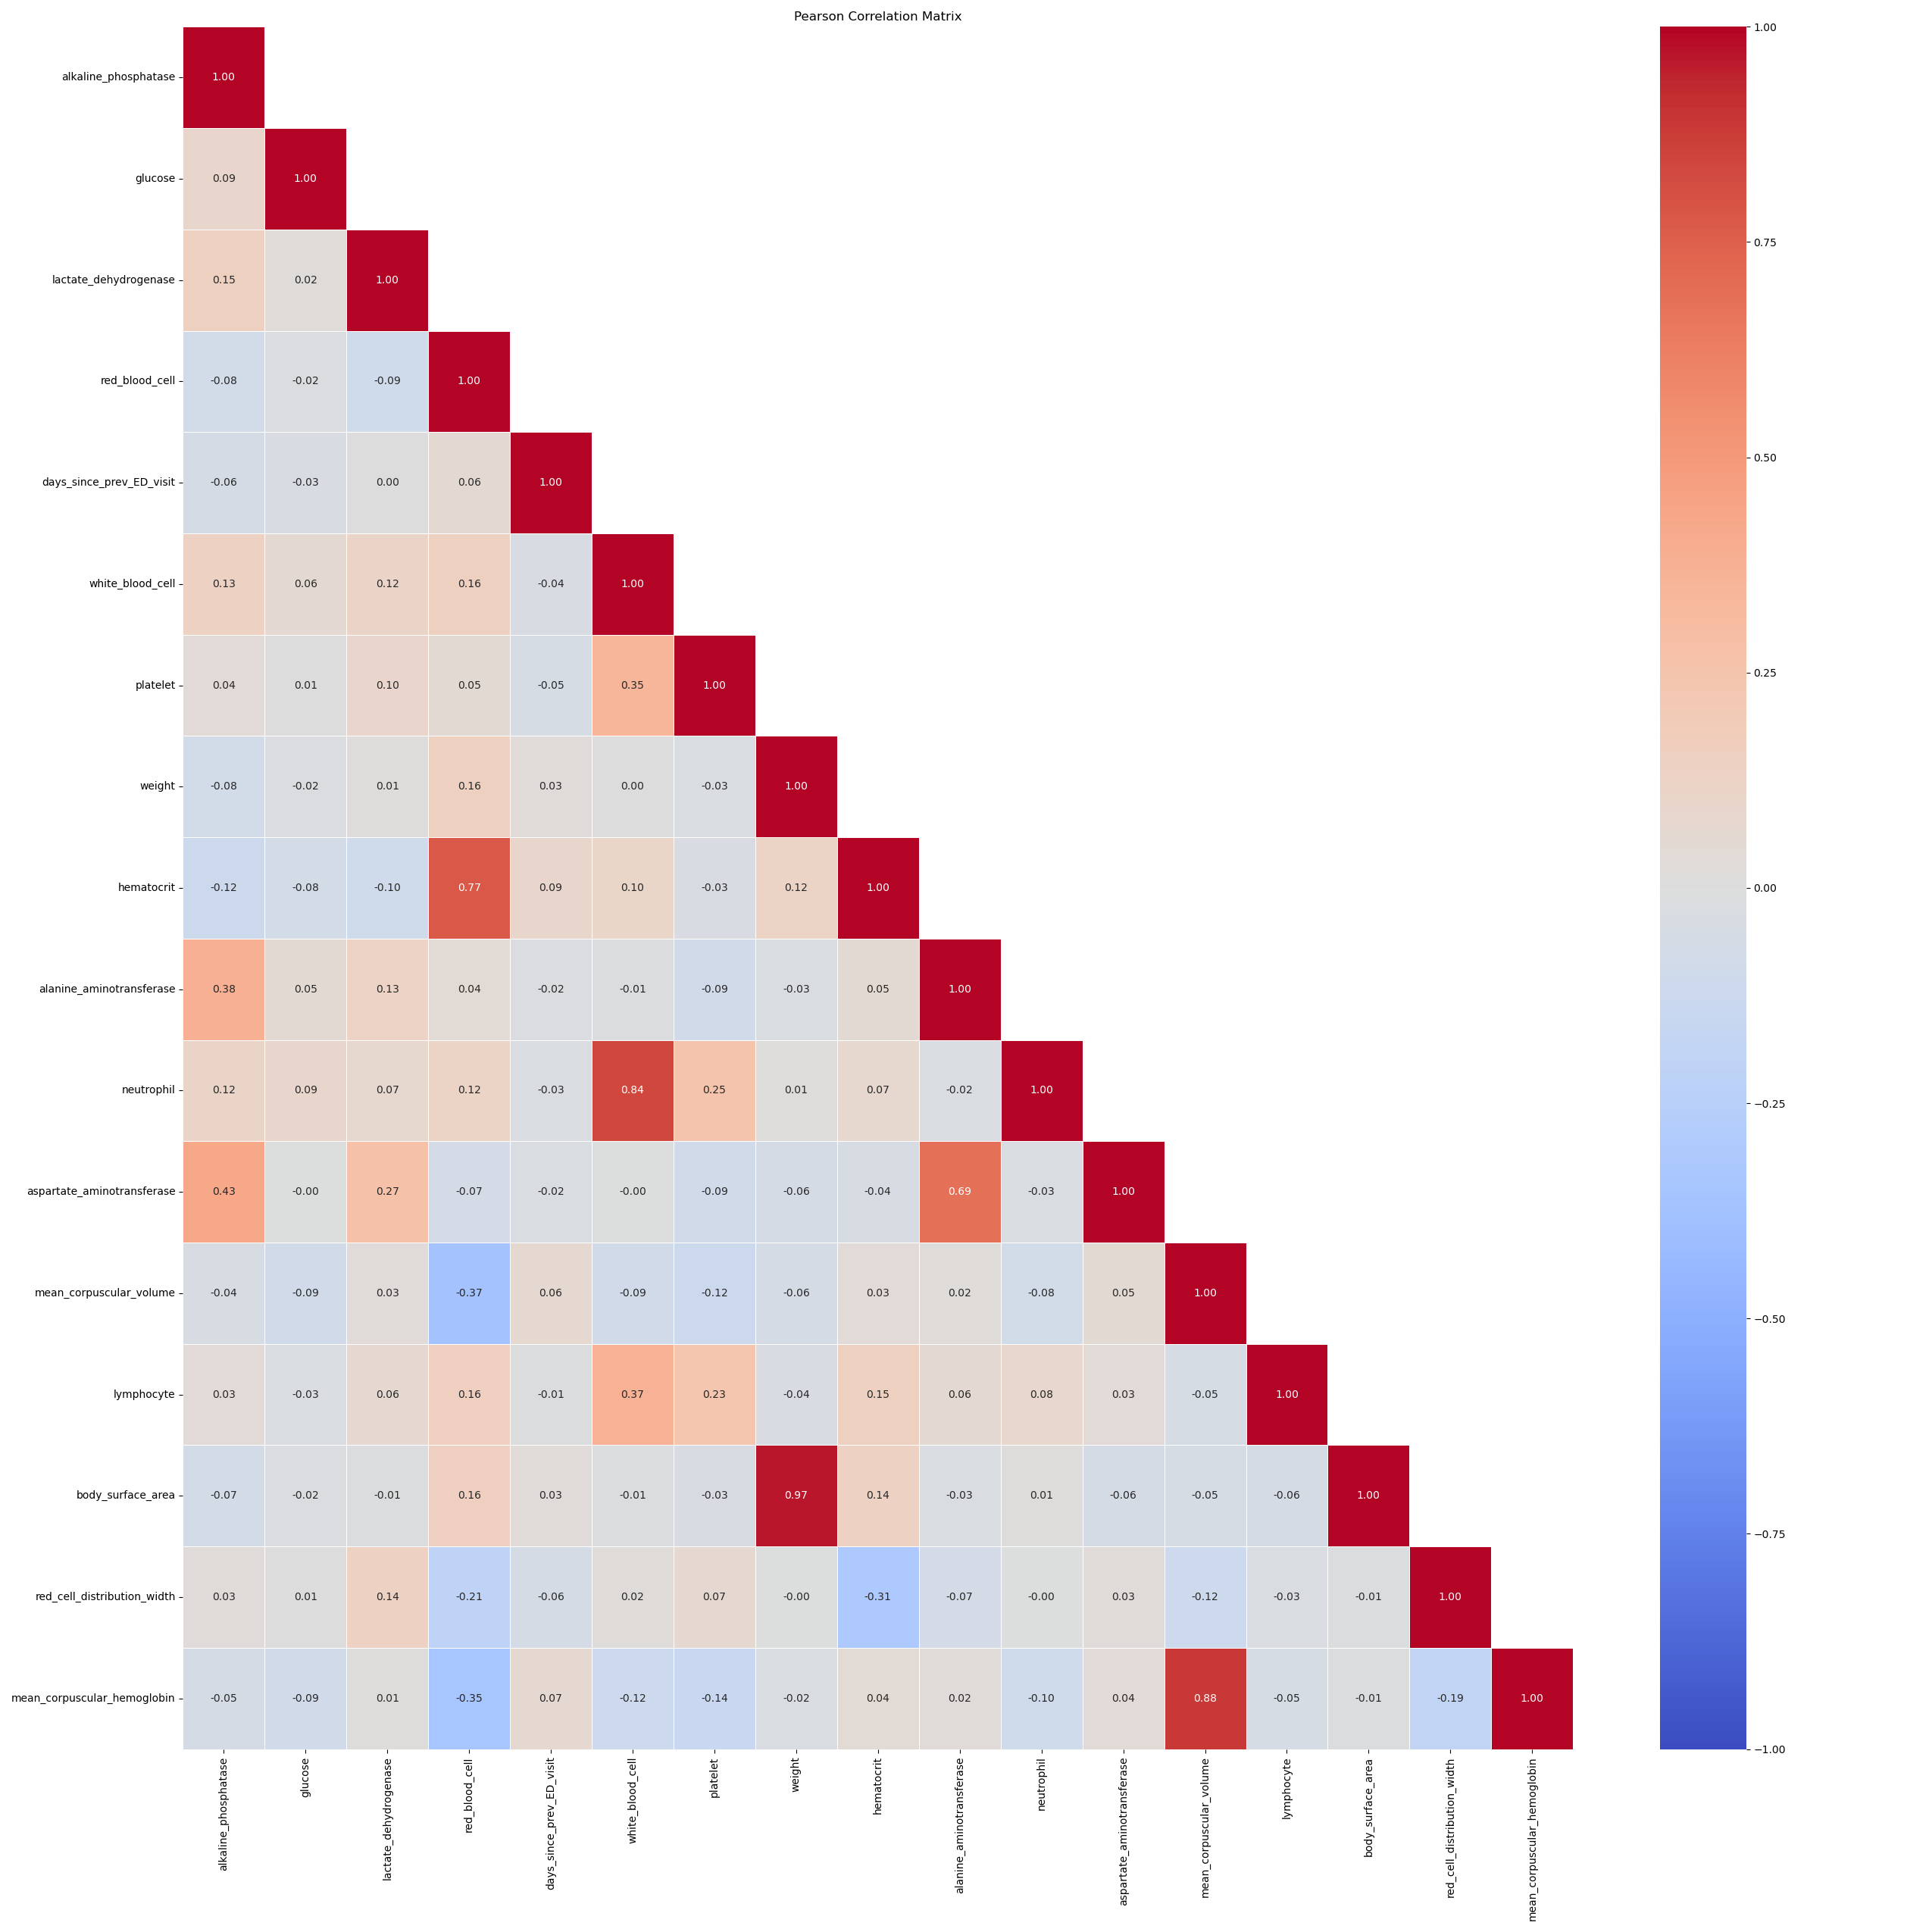 Pearson Correlation Matrix
alkaline_phosphatase 1.00
glucose 0.09 1.00
lactate_dehydrogenase 0.15 0.02 1.00
red_blood_cell -0.08 -0.02 -0.09 1.00
days_since_prev_ED_visit -0.06 -0.03 0.00 0.06 1.00
white_blood_cell 0.13 0.06 0.12 0.16 -0.04 1.00
platelet 0.04 0.01 0.10 0.05 -0.05 0.35 1.00
weight -0.08 -0.02 0.01 0.16 0.03 0.00 -0.03 1.00
hematocrit -0.12 -0.08 -0.10 0.77 0.09 0.10 -0.03 0.12 1.00
alanine_aminotransferase 0.38 0.05 0.13 0.04 -0.02 -0.01 -0.09 -0.03 0.05 1.00
neutrophil 0.12 0.09 0.07 0.12 -0.03 0.84 0.25 0.01 0.07 -0.02 1.00
aspartate_aminotransferase 0.43 -0.00 0.27 -0.07 -0.02 -0.00 -0.09 -0.06 -0.04 0.69 -0.03 1.00
mean_corpuscular_volume -0.04 -0.09 0.03 -0.37 0.06 -0.09 -0.12 -0.06 0.03 0.02 -0.08 0.05 1.00
lymphocyte 0.03 -0.03 0.06 0.16 -0.01 0.37 0.23 -0.04 0.15 0.06 0.08 0.03 -0.05 1.00
body_surface_area -0.07 -0.02 -0.01 0.16 0.03 -0.01 -0.03 0.97 0.14 -0.03 0.01 -0.06 -0.05 -0.06 1.00
red_cell_distribution_width 0.03 0.01 0.14 -0.21 -0.06 0.02 0.07 -0.00 -0.31 -0.07 -0.00 0.03 -0.12 -0.03 -0.01 1.00
mean_corpuscular_hemoglobin -0.05 -0.09 0.01 -0.35 0.07 -0.12 -0.14 -0.02 0.04 0.02 -0.10 0.04 0.88 -0.05 -0.01 -0.19 1.00
alkaline_phosphatase
glucose
lactate_dehydrogenase
red_blood_cell
days_since_prev_ED_visit
white_blood_cell
platelet
weight
hematocrit
alanine_aminotransferase
neutrophil
aspartate_aminotransferase
mean_corpuscular_volume
lymphocyte
body_surface_area
red_cell_distribution_width
mean_corpuscular_hemoglobin
1.00
0.75
0.50
0.25
0.00
−0.25
−0.50
−0.75
−1.00